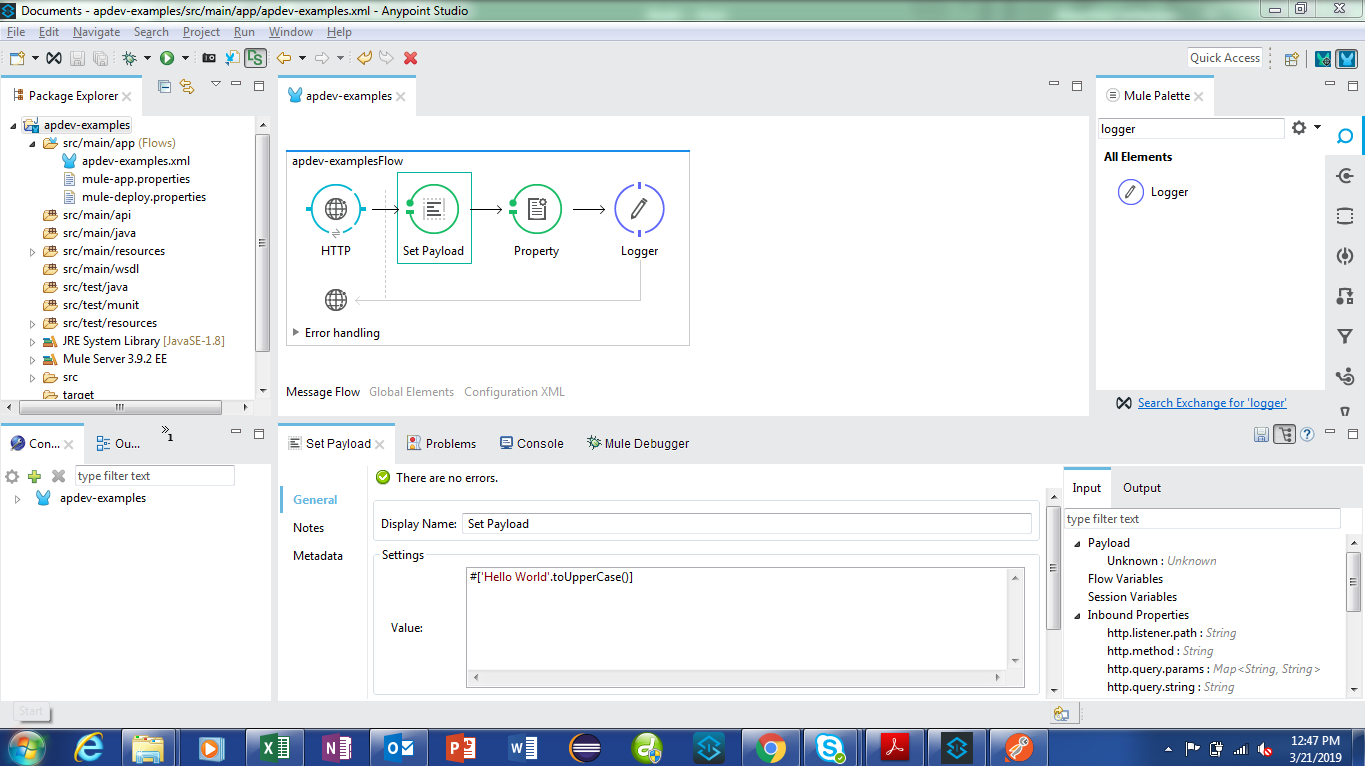 Documents - apdev-examples/src/main/app/apdev-examples.xml - Anypoint Studio
File Edit Navigate Search Project Run Window Help
Quick Access
Package Explorer
apdev-examples
Mule Palette
apdev-examples
src/main/app (Flows)
apdev-examples.xml
mule-app.properties
mule-deploy.properties
src/main/api
src/main/java
src/main/resources
src/main/wsdl
src/test/java
src/test/munit
src/test/resources
JRE System Library [JavaSE-1.8]
Mule Server 3.9.2 EE
src
target
apdev-examplesFlow
HTTP
Set Payload
Property
Logger
Error handling
Message Flow Global Elements Configuration XML
logger
All Elements
Logger
Search Exchange for 'logger'
Con...
Ou...
1
type filter text
apdev-examples
Set Payload
Problems
Console
Mule Debugger
There are no errors.
General
Notes
Metadata
Display Name: Set Payload
Settings
Value:
#['Hello World'.toUpperCase()]
Input
Output
type filter text
Payload
Unknown : Unknown
Flow Variables
Session Variables
Inbound Properties
http.listener.path : String
http.method : String
http.query.params : Map<String, String>
http.query.string : String
Start
12:47 PM
3/21/2019